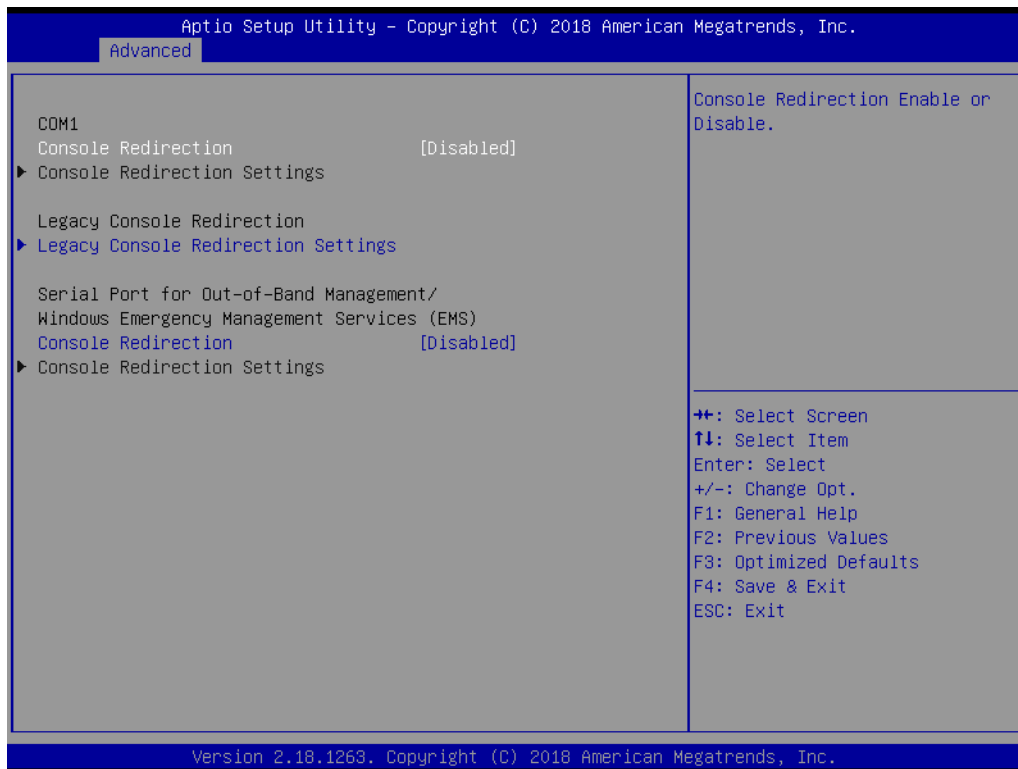 Aptio Setup Utility – Copyright (C) 2018 American Megatrends, Inc.
Advanced
COM1
Console Redirection [Disabled]
▶ Console Redirection Settings
Legacy Console Redirection
▶ Legacy Console Redirection Settings
Serial Port for Out-of-Band Management/
Windows Emergency Management Services (EMS)
Console Redirection [Disabled]
▶ Console Redirection Settings
Console Redirection Enable or
Disable.
→←: Select Screen
↑↓: Select Item
Enter: Select
+/-: Change Opt.
F1: General Help
F2: Previous Values
F3: Optimized Defaults
F4: Save & Exit
ESC: Exit
Version 2.18.1263. Copyright (C) 2018 American Megatrends, Inc.